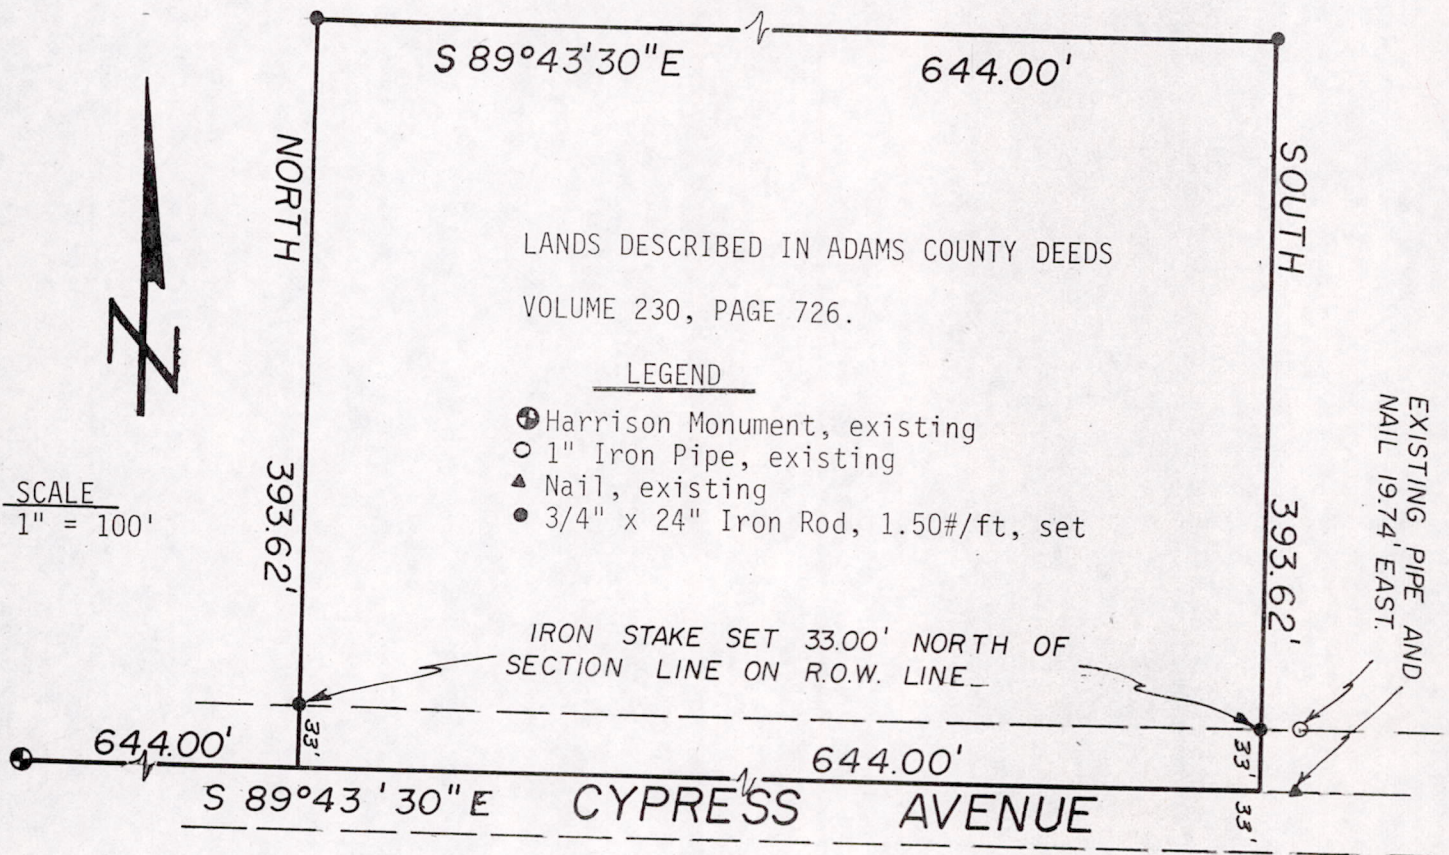 S 89°43'30"E 644.00'
NORTH
SOUTH
LANDS DESCRIBED IN ADAMS COUNTY DEEDS
VOLUME 230, PAGE 726.
LEGEND
Harrison Monument, existing
1" Iron Pipe, existing
Nail, existing
3/4" x 24" Iron Rod, 1.50#/ft, set
N
SCALE
1" = 100'
393.62'
393.62'
EXISTING PIPE AND
NAIL 19.74' EAST.
IRON STAKE SET 33.00' NORTH OF
SECTION LINE ON R.O.W. LINE
644.00'
33'
644.00'
33'
S 89°43'30"E CYPRESS AVENUE
33'